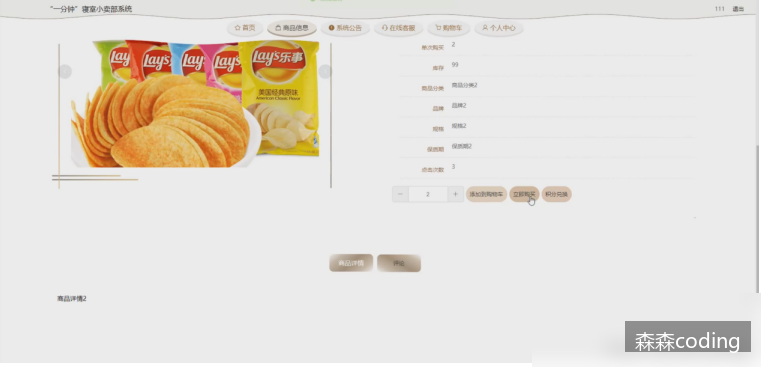 "一分钟"寝室小卖部系统
111 退出
首页 商品信息 系统公告 在线客服 购物车 个人中心
Lay's乐事
美国经典原味
American Classic Flavor
单次购买 2
库存 99
商品分类 商品分类2
品牌 品牌2
规格 规格2
保质期 保质期2
点击次数 3
− 2 + 添加到购物车 立即购买 积分兑换
商品详情 评论
商品详情2
森森coding